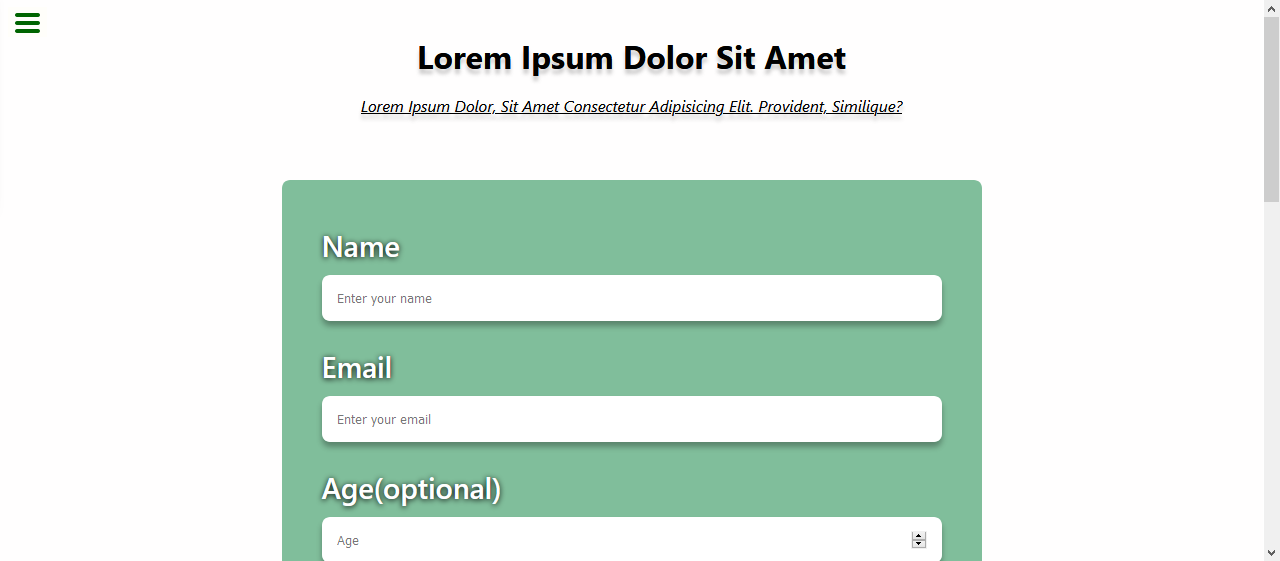 Lorem Ipsum Dolor Sit Amet
Lorem Ipsum Dolor, Sit Amet Consectetur Adipisicing Elit. Provident, Similique?
Name
Enter your name
Email
Enter your email
Age(optional)
Age